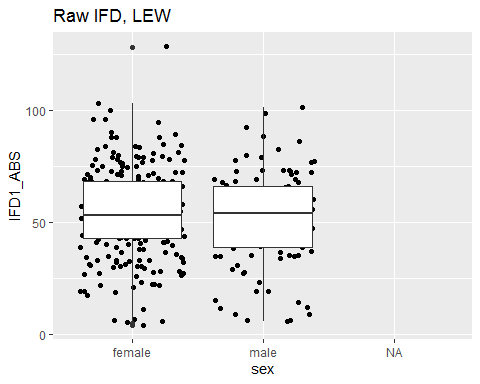 Raw IFD, LEW
IFD1_ABS
100
50
0
female male NA
sex